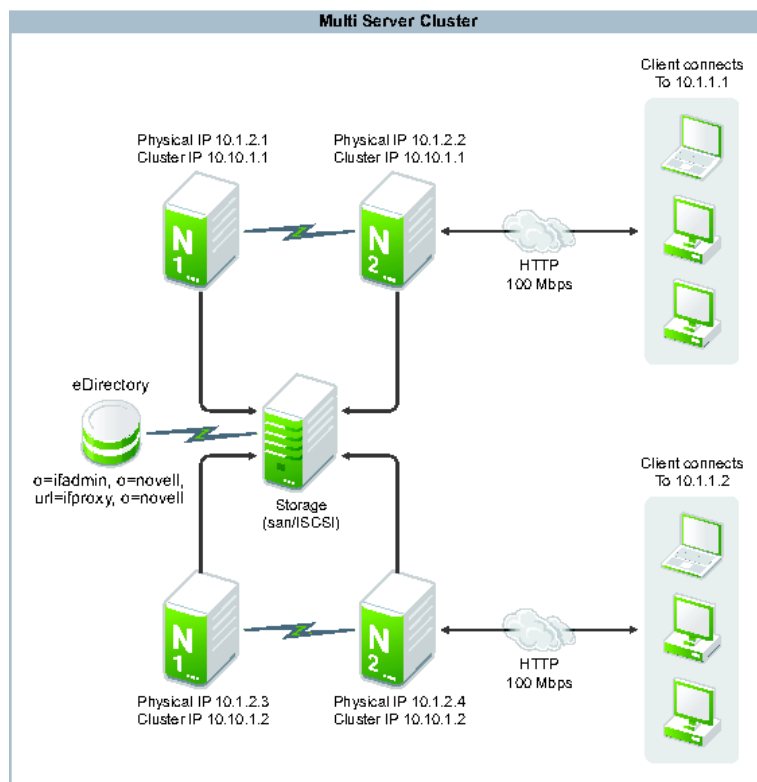 Multi Server Cluster
Client connects
To 10.1.1.1
Physical IP 10.1.2.1
Cluster IP 10.10.1.1
Physical IP 10.1.2.2
Cluster IP 10.10.1.1
N
1
N
2
HTTP
100 Mbps
eDirectory
o=ifadmin, o=novell,
url=ifproxy, o=novell
Storage
(san/ISCSI)
Client connects
To 10.1.1.2
N
1
N
2
HTTP
100 Mbps
Physical IP 10.1.2.3
Cluster IP 10.10.1.2
Physical IP 10.1.2.4
Cluster IP 10.10.1.2